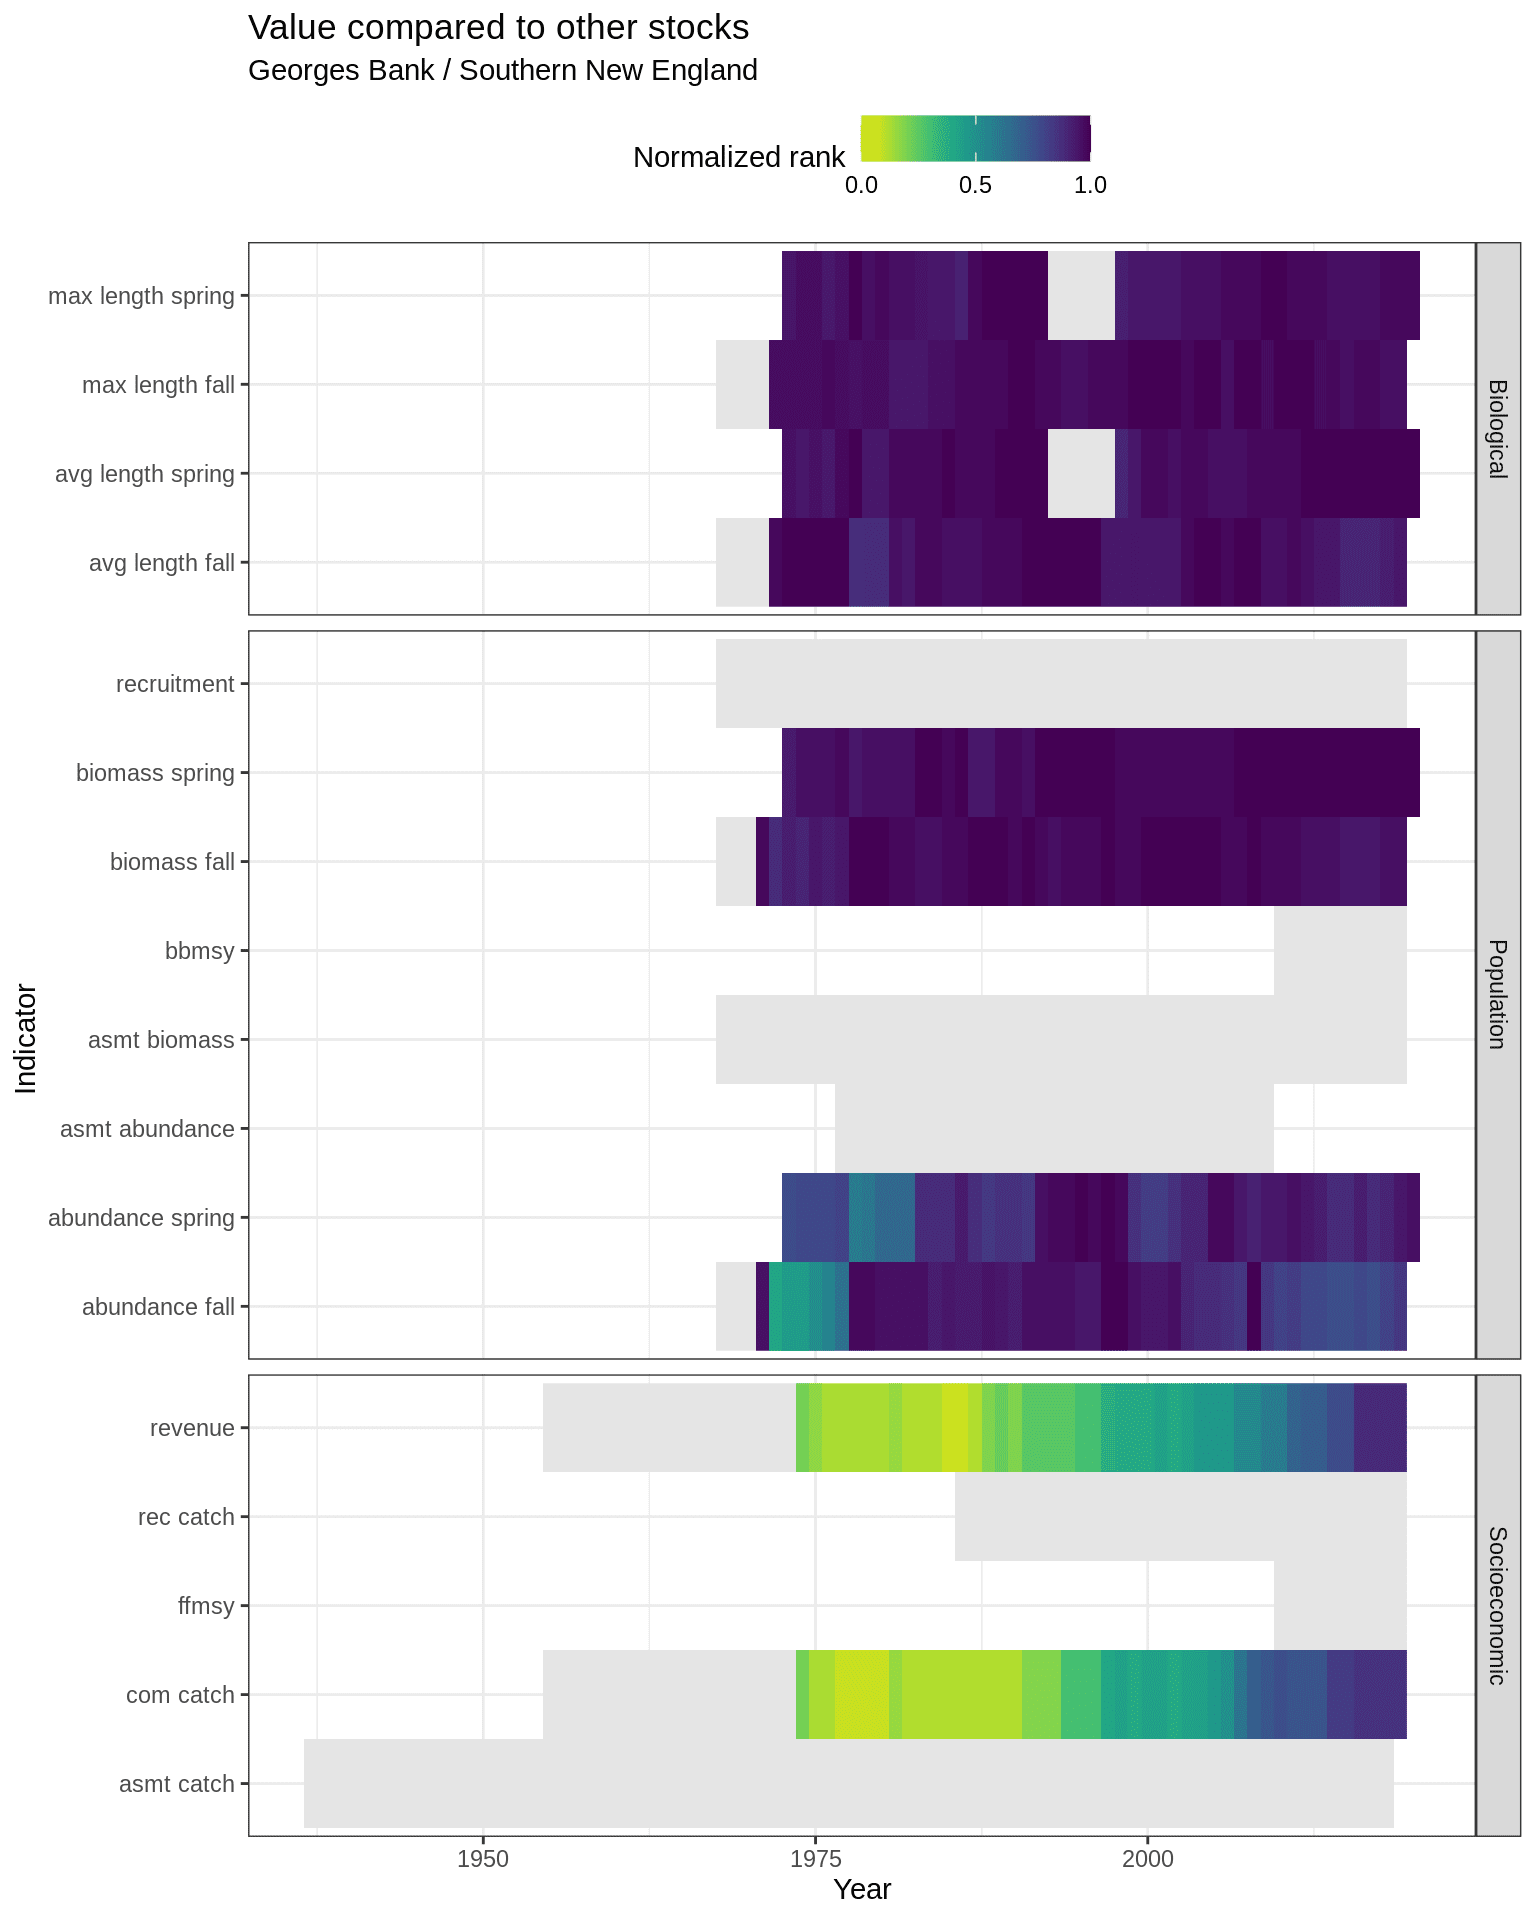 Value compared to other stocks
Georges Bank / Southern New England
Normalized rank
0.0 0.5 1.0
max length spring
max length fall
avg length spring
avg length fall
Biological
recruitment
biomass spring
biomass fall
bbmsy
asmt biomass
asmt abundance
abundance spring
abundance fall
Population
Indicator
revenue
rec catch
ffmsy
com catch
asmt catch
Socioeconomic
1950 1975 2000
Year